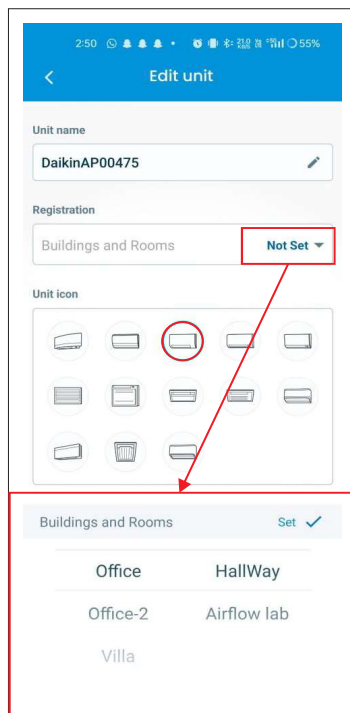 2:50 55%
Edit unit
Unit name
DaikinAP00475
Registration
Buildings and Rooms Not Set
Unit icon
Buildings and Rooms Set
Office HallWay
Office-2 Airflow lab
Villa